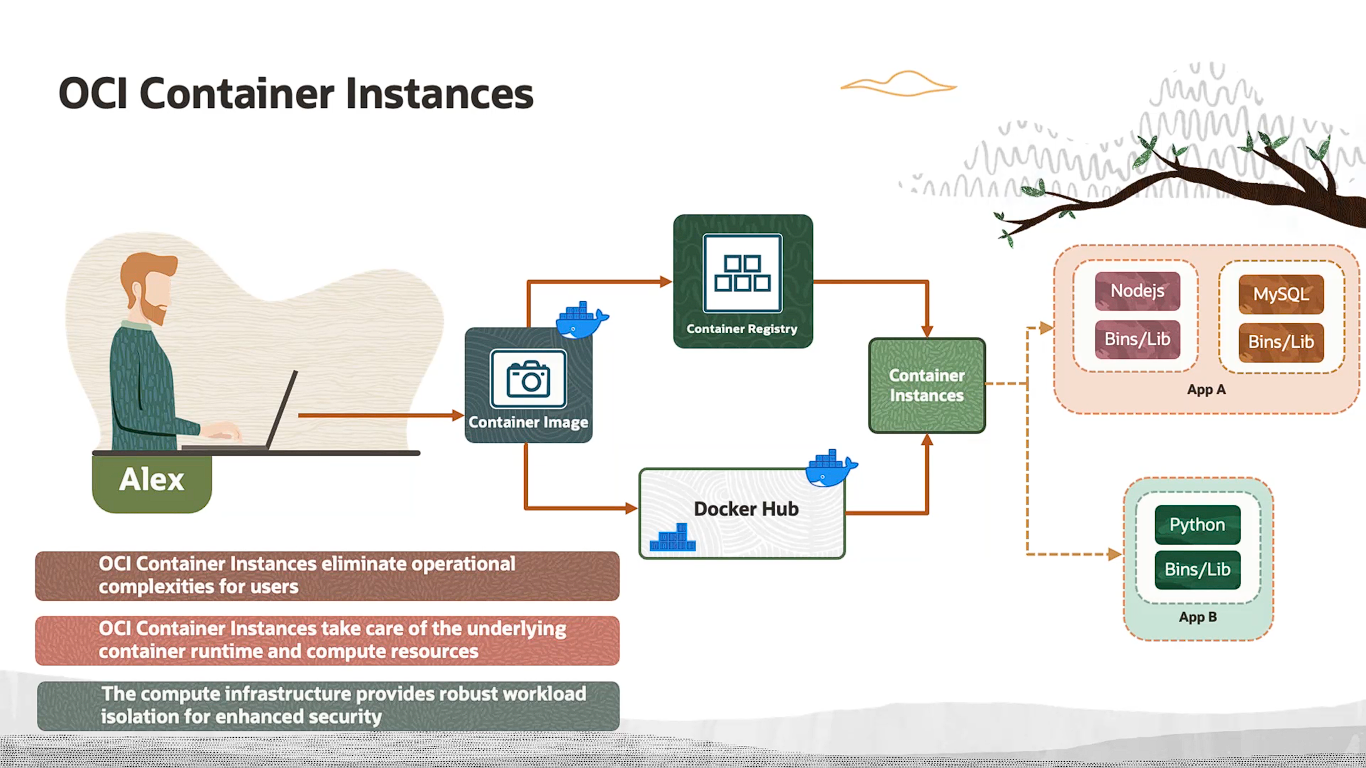 OCI Container Instances
Alex
Container Image
Container Registry
Docker Hub
Container
Instances
Nodejs
Bins/Lib
MySQL
Bins/Lib
App A
Python
Bins/Lib
App B
OCI Container Instances eliminate operational
complexities for users
OCI Container Instances take care of the underlying
container runtime and compute resources
The compute infrastructure provides robust workload
isolation for enhanced security